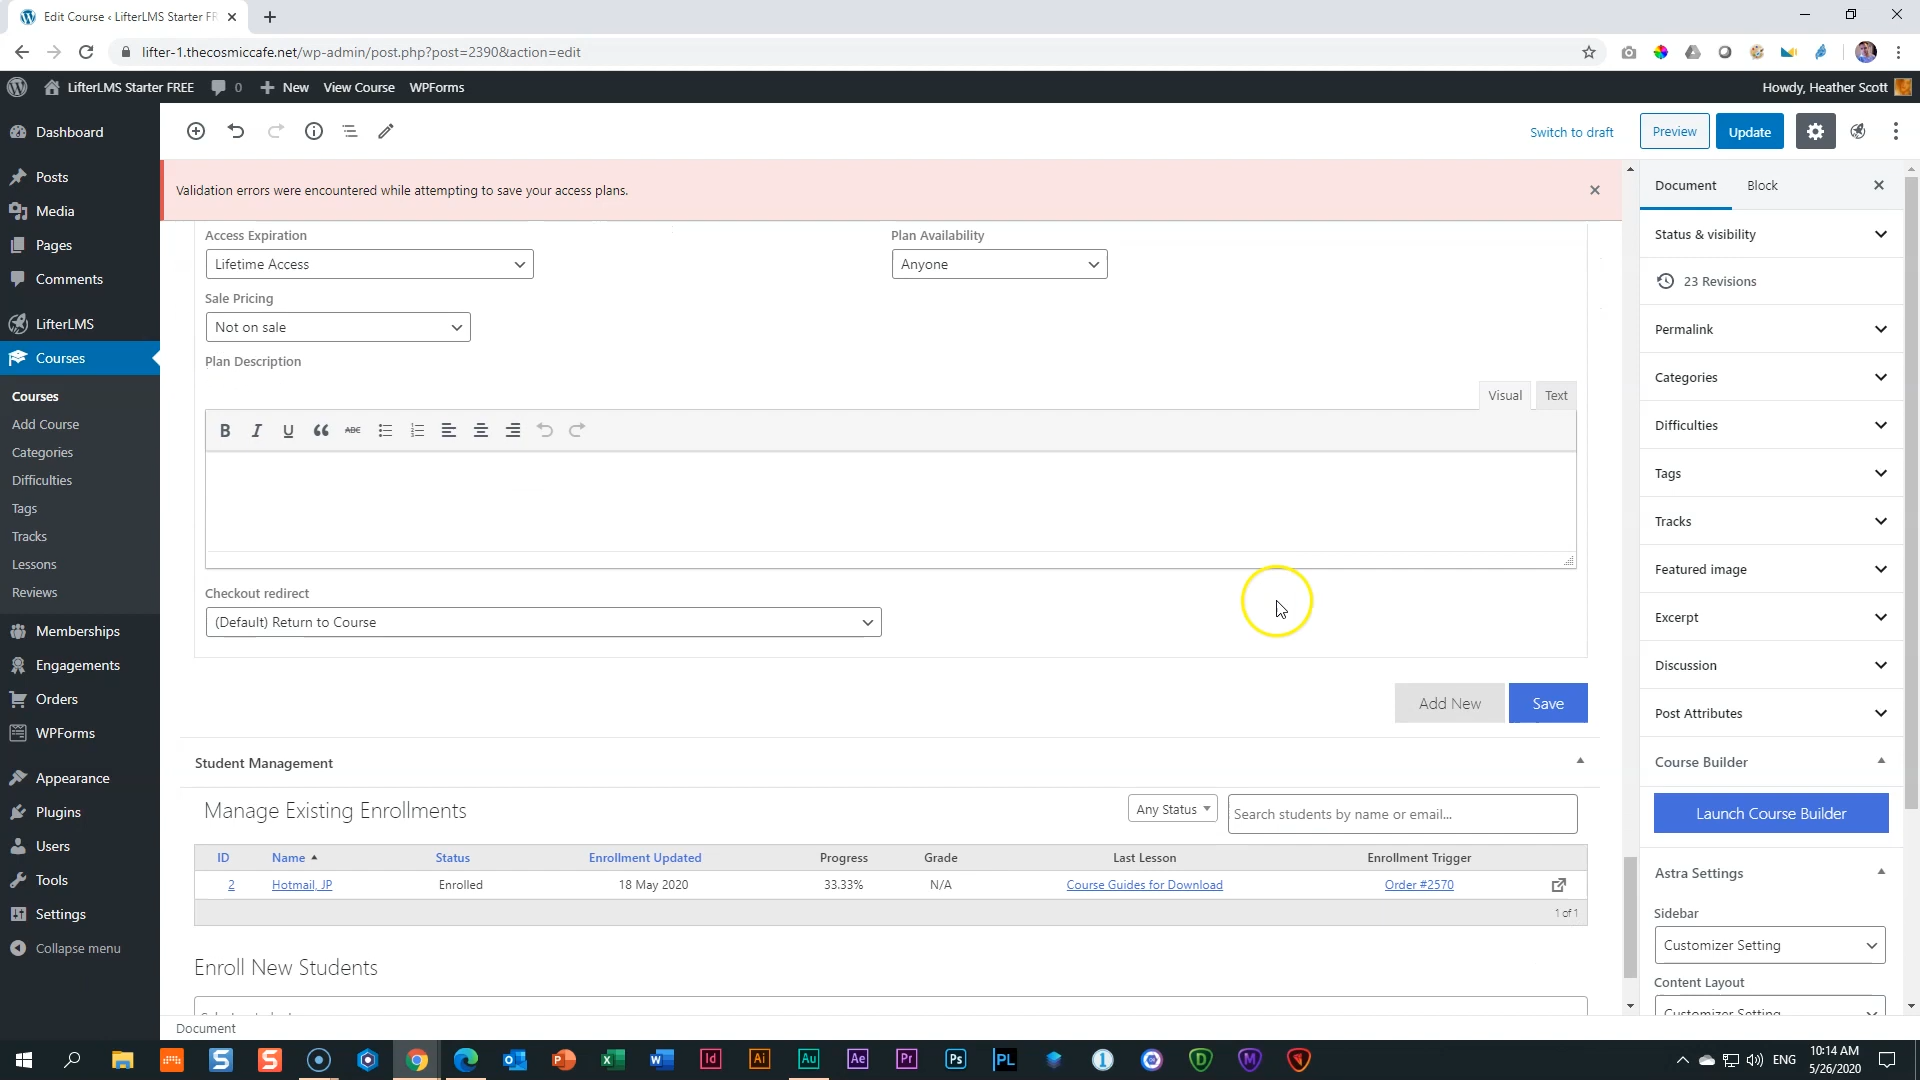 Edit Course ‹ LifterLMS Starter FR
lifter-1.thecosmiccafe.net/wp-admin/post.php?post=2390&action=edit
LifterLMS Starter FREE 0 New View Course WPForms Howdy, Heather Scott
Dashboard
Posts
Media
Pages
Comments
LifterLMS
Courses
Courses
Add Course
Categories
Difficulties
Tags
Tracks
Lessons
Reviews
Memberships
Engagements
Orders
WPForms
Appearance
Plugins
Users
Tools
Settings
Collapse menu
Switch to draft Preview Update
Validation errors were encountered while attempting to save your access plans.
Access Expiration Plan Availability
Lifetime Access Anyone
Sale Pricing
Not on sale
Plan Description
Visual Text
B I U ABC
Checkout redirect
(Default) Return to Course
Add New Save
Student Management
Manage Existing Enrollments Any Status Search students by name or email...
ID Name Status Enrollment Updated Progress Grade Last Lesson Enrollment Trigger
2 Hotmail, JP Enrolled 18 May 2020 33.33% N/A Course Guides for Download Order #2570
1 of 1
Enroll New Students
Document
Document Block
Status & visibility
23 Revisions
Permalink
Categories
Difficulties
Tags
Tracks
Featured image
Excerpt
Discussion
Post Attributes
Course Builder
Launch Course Builder
Astra Settings
Sidebar
Customizer Setting
Content Layout
Customizer Setting
Id Ai Au Ae Pr Ps PL
ENG 10:14 AM
5/26/2020